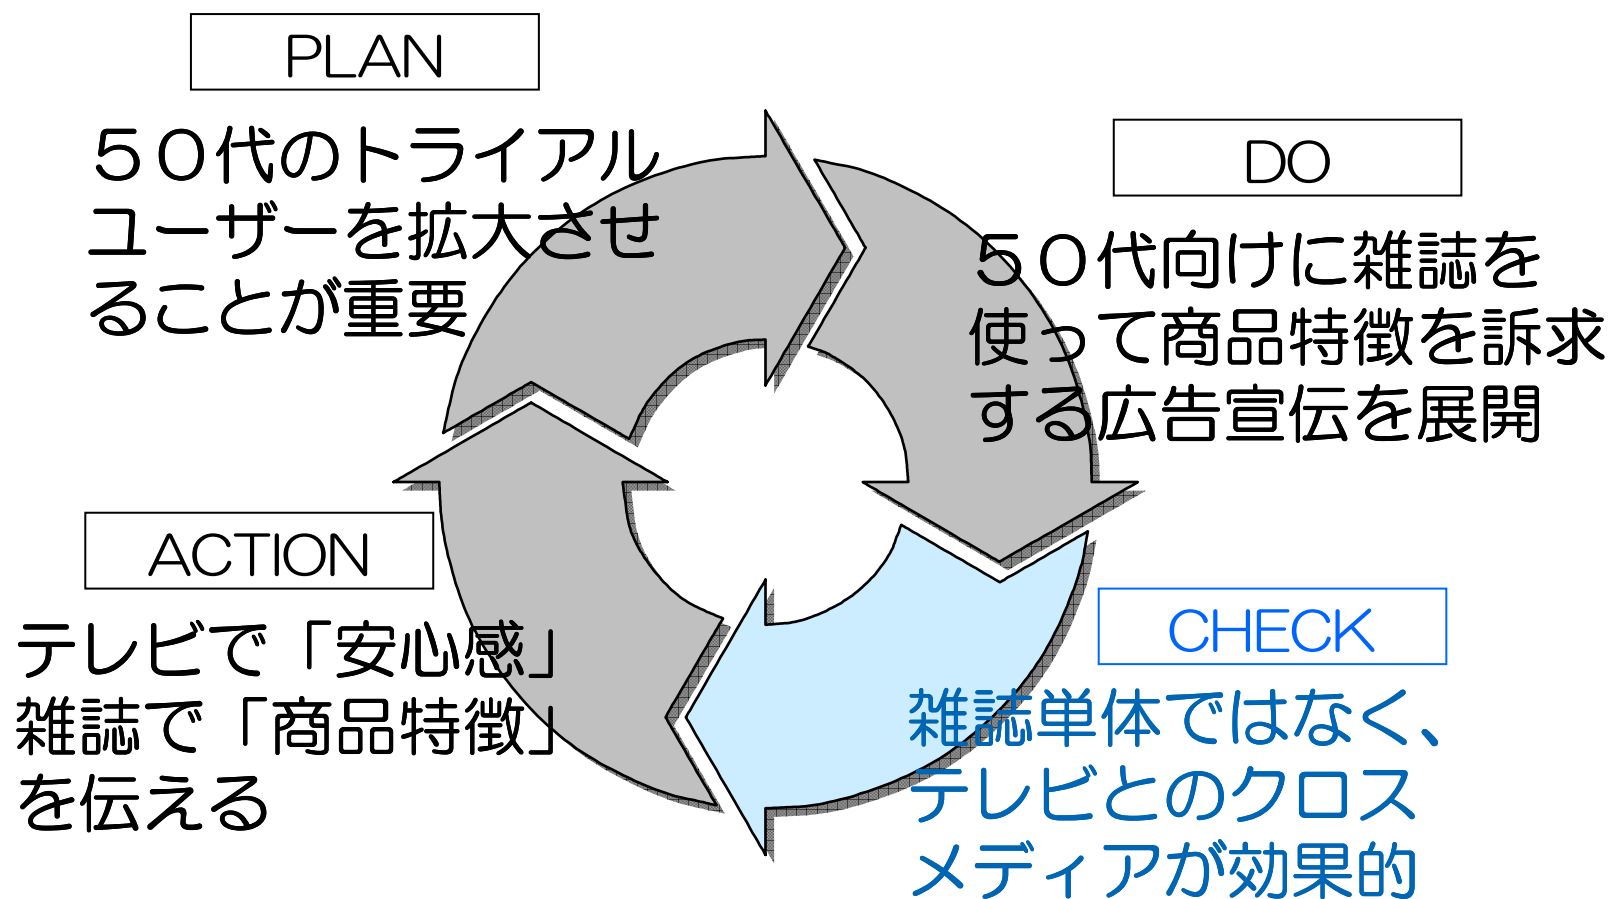 PLAN
５０代のトライアル
ユーザーを拡大させ
ることが重要
DO
５０代向けに雑誌を
使って商品特徴を訴求
する広告宣伝を展開
CHECK
雑誌単体ではなく、
テレビとのクロス
メディアが効果的
ACTION
テレビで「安心感」
雑誌で「商品特徴」
を伝える